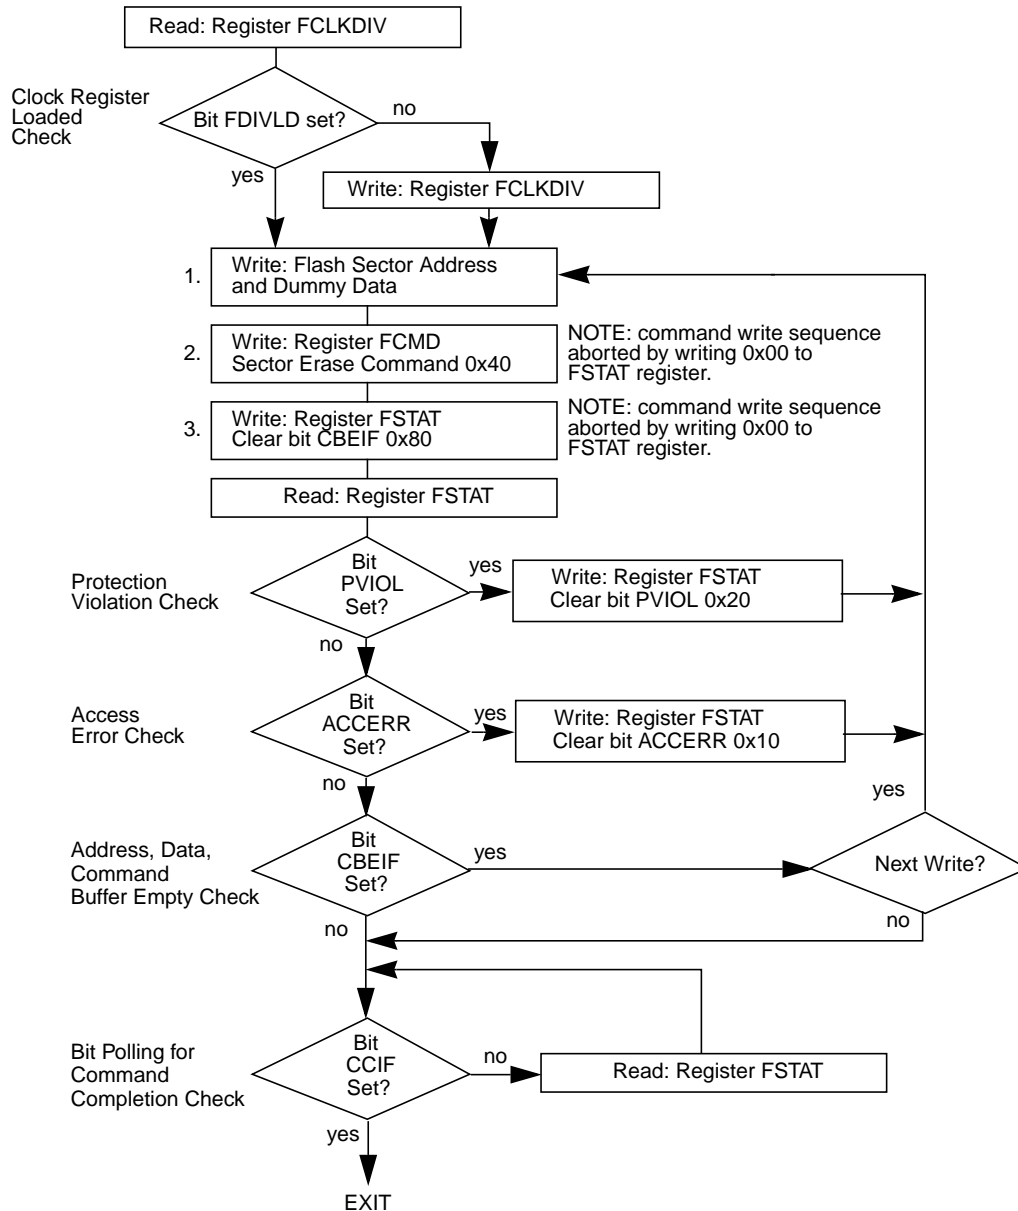 Read: Register FCLKDIV
Clock Register
Loaded
Check
Bit FDIVLD set?
no
yes
Write: Register FCLKDIV
1.
Write: Flash Sector Address
and Dummy Data
2.
Write: Register FCMD
Sector Erase Command 0x40
NOTE: command write sequence
aborted by writing 0x00 to
FSTAT register.
3.
Write: Register FSTAT
Clear bit CBEIF 0x80
NOTE: command write sequence
aborted by writing 0x00 to
FSTAT register.
Read: Register FSTAT
Protection
Violation Check
Bit
PVIOL
Set?
yes
Write: Register FSTAT
Clear bit PVIOL 0x20
no
Access
Error Check
Bit
ACCERR
Set?
yes
Write: Register FSTAT
Clear bit ACCERR 0x10
no
yes
Address, Data,
Command
Buffer Empty Check
Bit
CBEIF
Set?
yes
Next Write?
no
no
Bit Polling for
Command
Completion Check
Bit
CCIF
Set?
no
Read: Register FSTAT
yes
EXIT